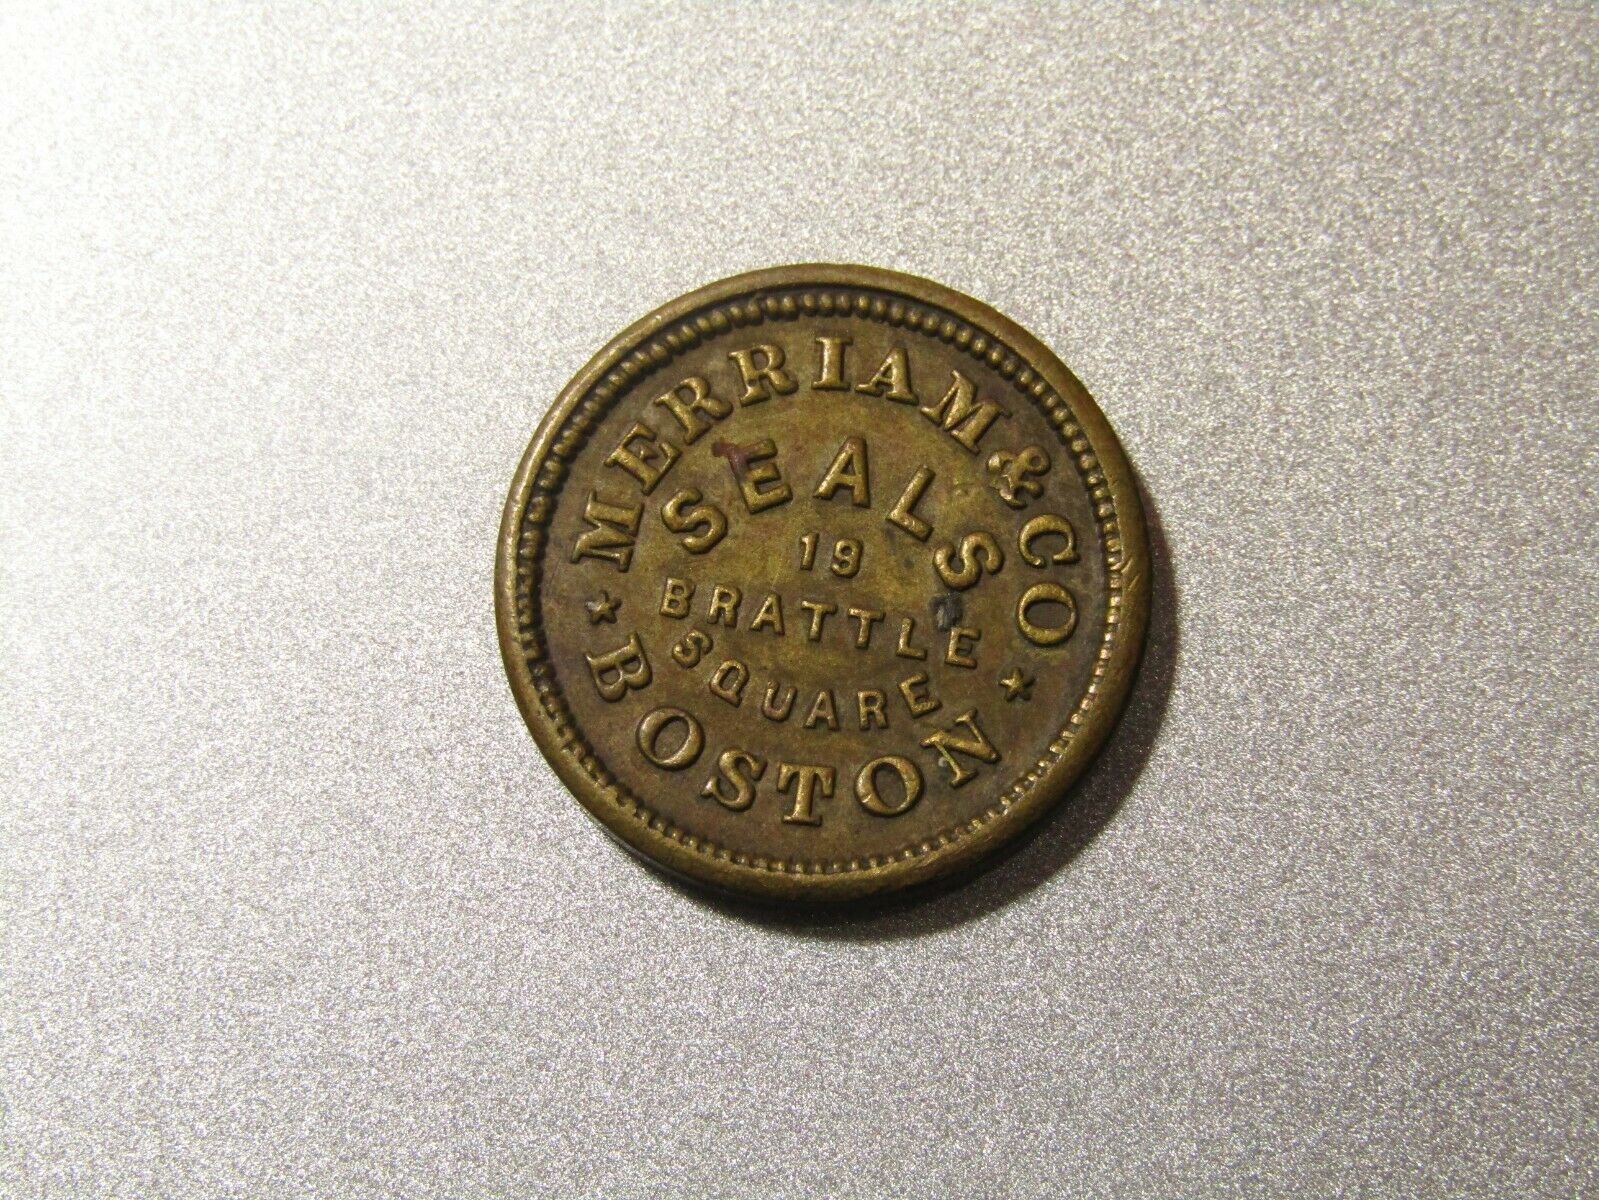 MERRIAM & CO
SEALS
19
BRATTLE
SQUARE
★ BOSTON ★